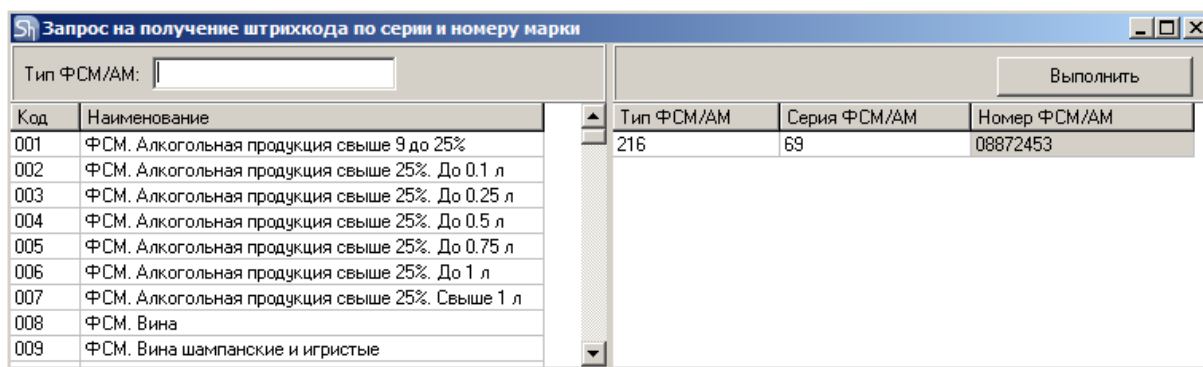 Sh Запрос на получение штрихкода по серии и номеру марки
Тип ФСМ/АМ:
Выполнить
Код Наименование
Тип ФСМ/АМ Серия ФСМ/АМ Номер ФСМ/АМ
001 ФСМ. Алкогольная продукция свыше 9 до 25%
216 69 08872453
002 ФСМ. Алкогольная продукция свыше 25%. До 0.1 л
003 ФСМ. Алкогольная продукция свыше 25%. До 0.25 л
004 ФСМ. Алкогольная продукция свыше 25%. До 0.5 л
005 ФСМ. Алкогольная продукция свыше 25%. До 0.75 л
006 ФСМ. Алкогольная продукция свыше 25%. До 1 л
007 ФСМ. Алкогольная продукция свыше 25%. Свыше 1 л
008 ФСМ. Вина
009 ФСМ. Вина шампанские и игристые